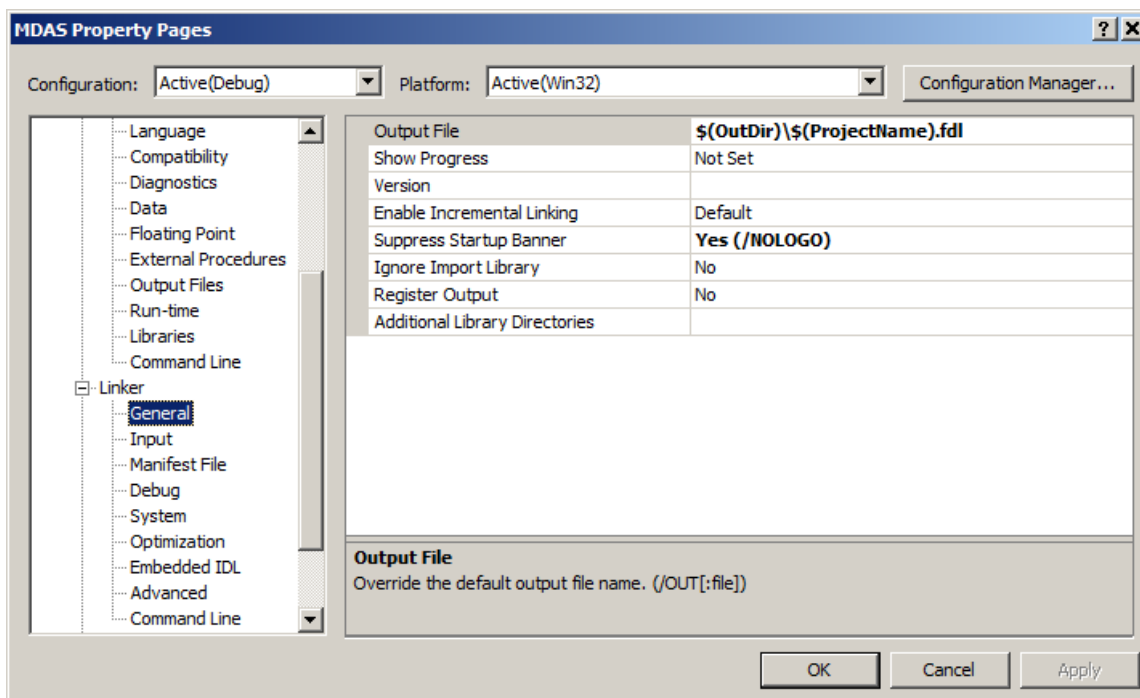 MDAS Property Pages
Configuration: Active(Debug) Platform: Active(Win32) Configuration Manager...
Language
Compatibility
Diagnostics
Data
Floating Point
External Procedures
Output Files
Run-time
Libraries
Command Line
Linker
General
Input
Manifest File
Debug
System
Optimization
Embedded IDL
Advanced
Command Line
Output File $(OutDir)\$(ProjectName).fdl
Show Progress Not Set
Version
Enable Incremental Linking Default
Suppress Startup Banner Yes (/NOLOGO)
Ignore Import Library No
Register Output No
Additional Library Directories
Output File
Override the default output file name. (/OUT[:file])
OK Cancel Apply